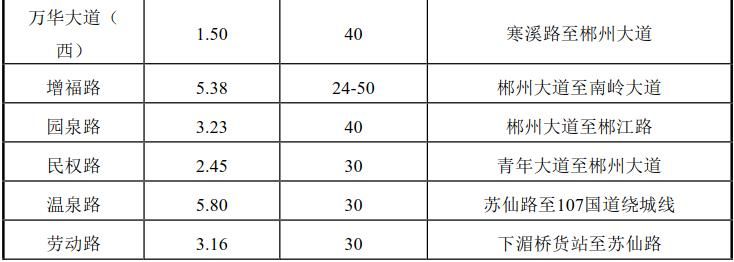 万华大道（
西） 1.50 40 寒溪路至郴州大道
增福路 5.38 24-50 郴州大道至南岭大道
园泉路 3.23 40 郴州大道至郴江路
民权路 2.45 30 青年大道至郴州大道
温泉路 5.80 30 苏仙路至107国道绕城线
劳动路 3.16 30 下湄桥货站至苏仙路